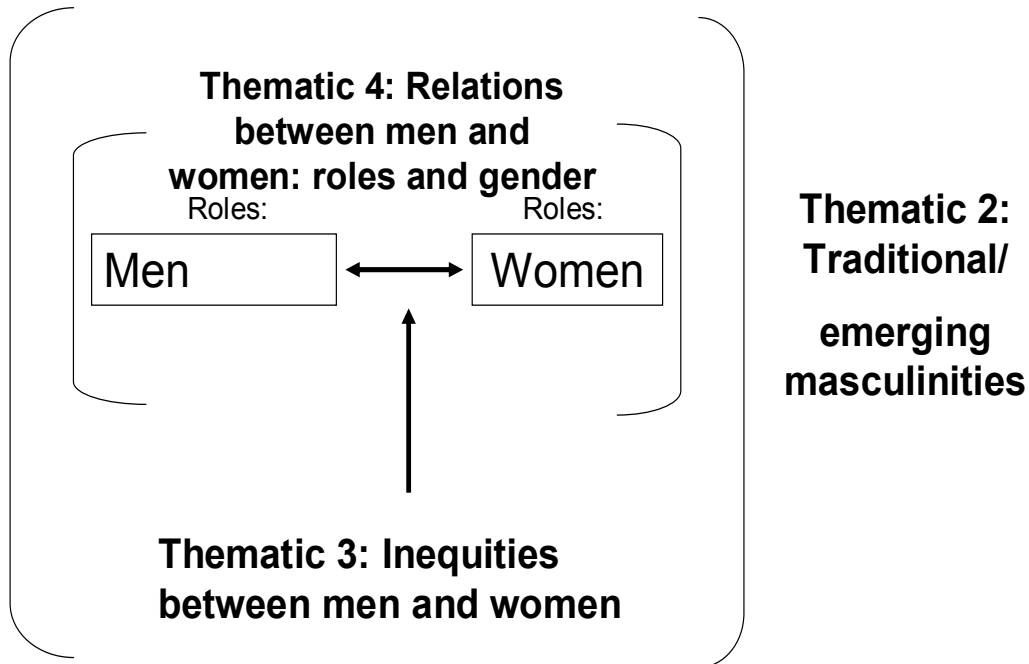 Thematic 4: Relations
between men and
women: roles and gender
Roles:
Roles:
Men
Women
Thematic 3: Inequities
between men and women
Thematic 2:
Traditional/
emerging
masculinities